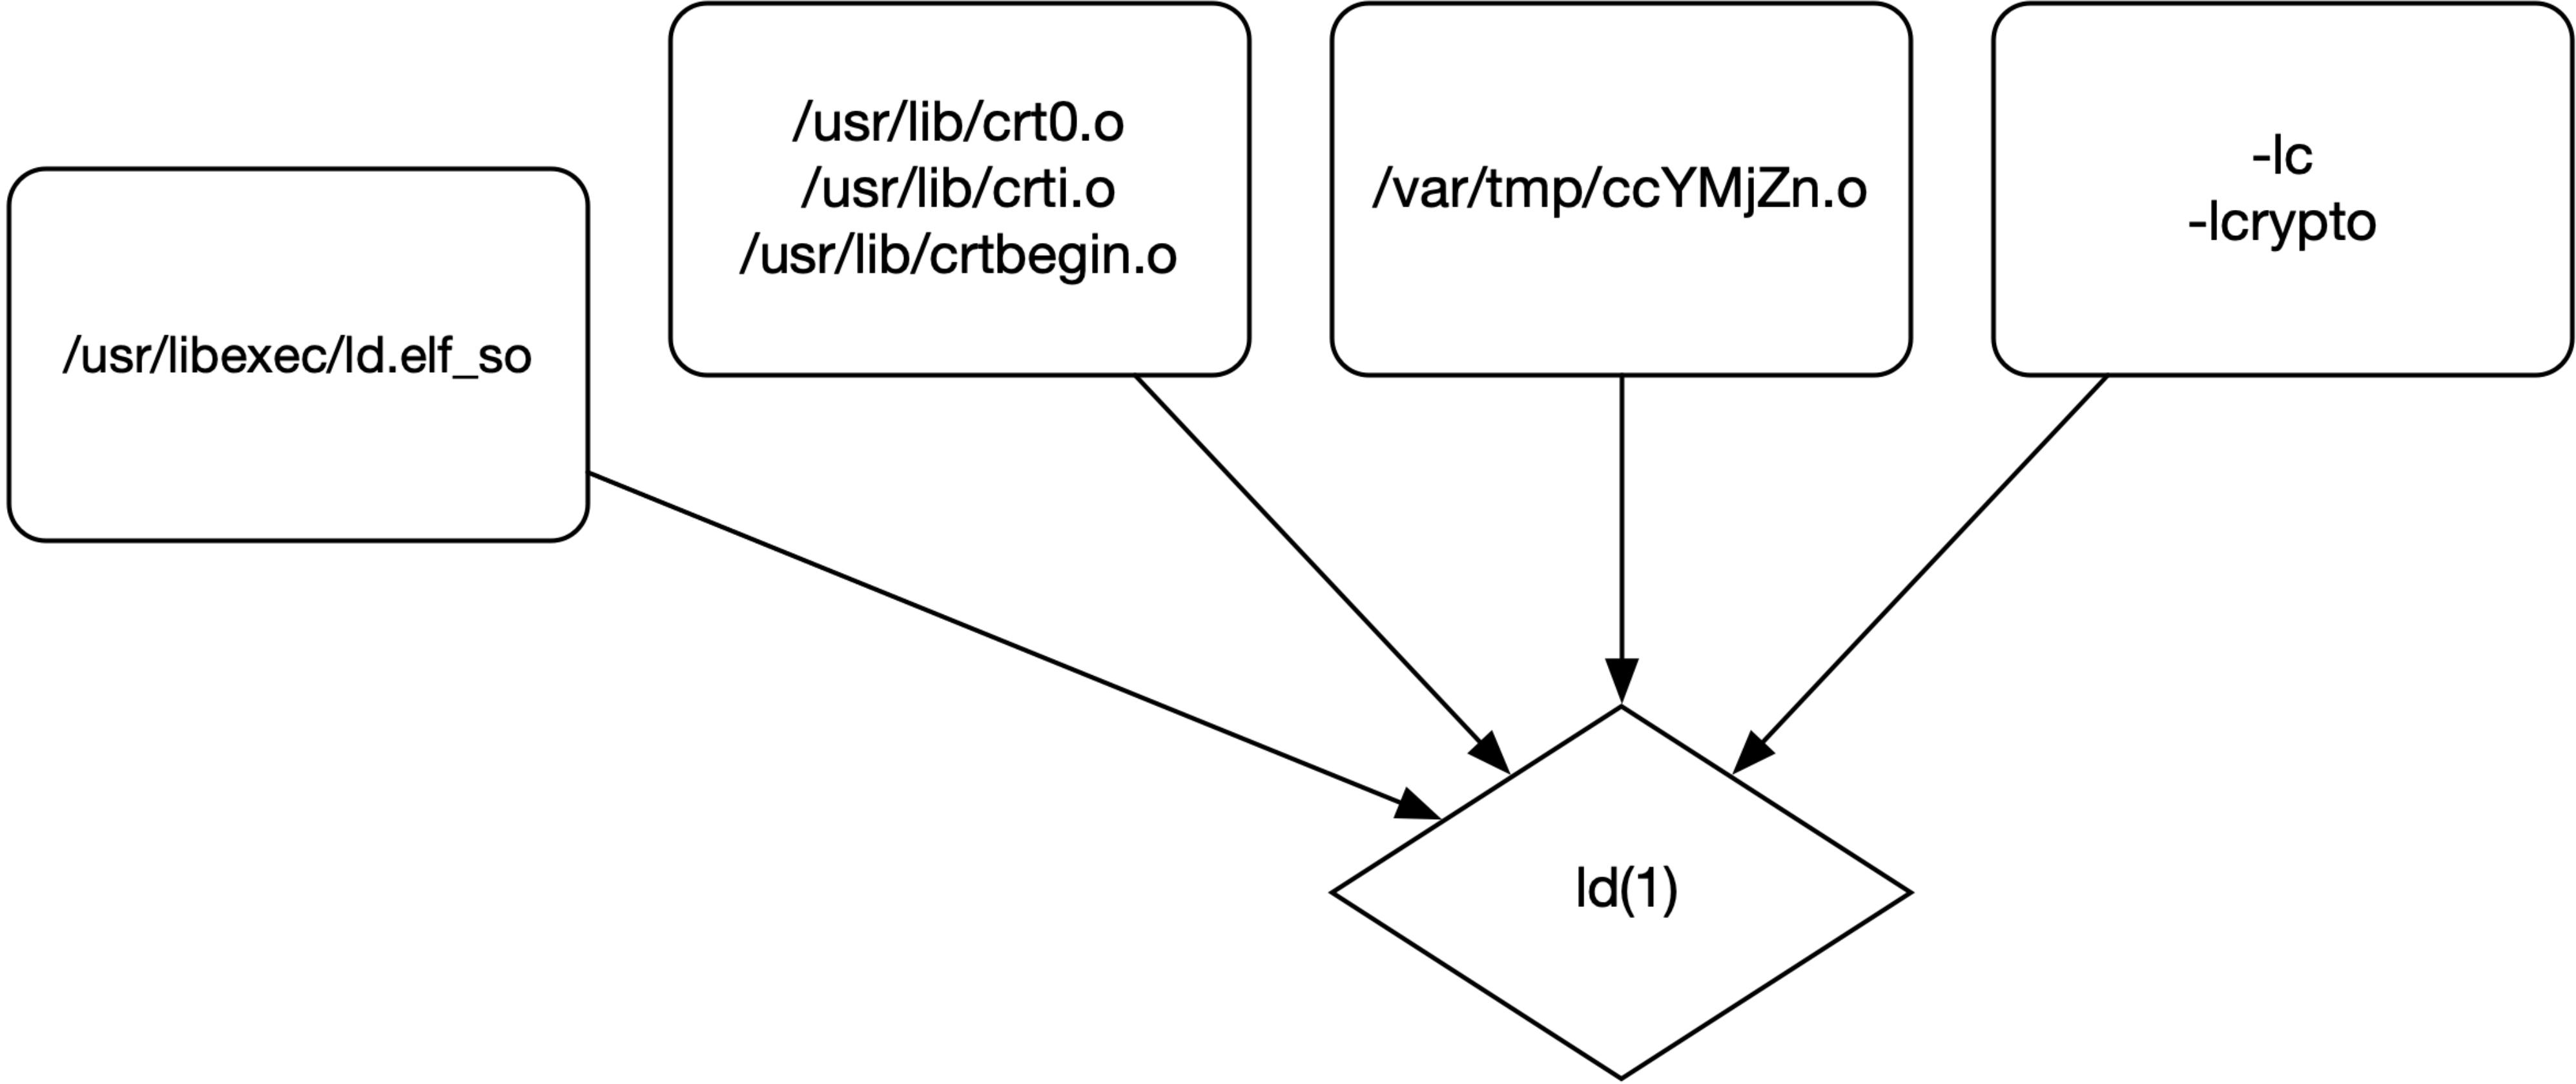 /usr/libexec/ld.elf_so
/usr/lib/crt0.o
/usr/lib/crti.o
/usr/lib/crtbegin.o
/var/tmp/ccYMjZn.o
-lc
-lcrypto
ld(1)